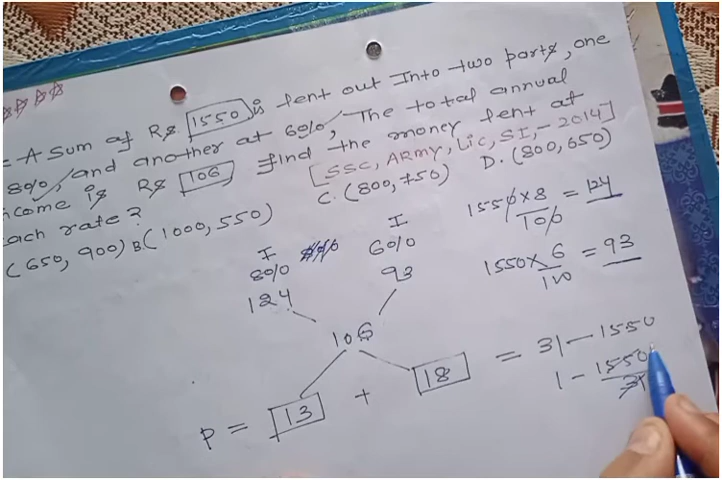 = A sum of Rs. 1550 is lent out Into two parts, one
8%, and another at 6%, The total annual
ncome is Rs 106, find the money lent at
each rate? [SSC, ARMY, Lic, SI, - 2014]
(650, 900) B. (1000, 550) C. (800, 750) D. (800, 650)
1550 × 8 / 100 = 124
I I
8% 6%
124 93
1550 × 6 / 100 = 93
106
P = 13 + 18 = 31 - 1550
1 - 1550 / 31